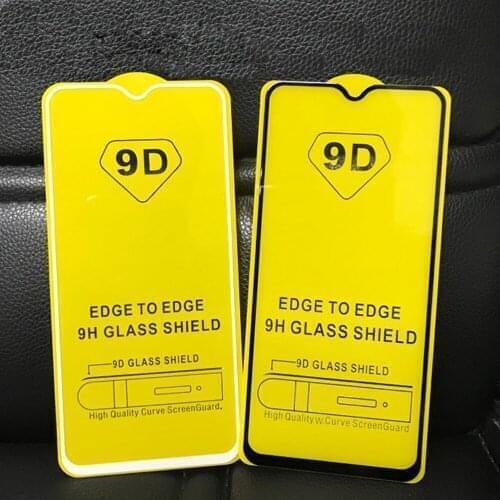 9D
EDGE TO EDGE
9H GLASS SHIELD
9D GLASS SHIELD
High Quality Curve ScreenGuard.
9D
EDGE TO EDGE
9H GLASS SHIELD
9D GLASS SHIELD
High Quality w.Curve ScreenGuard